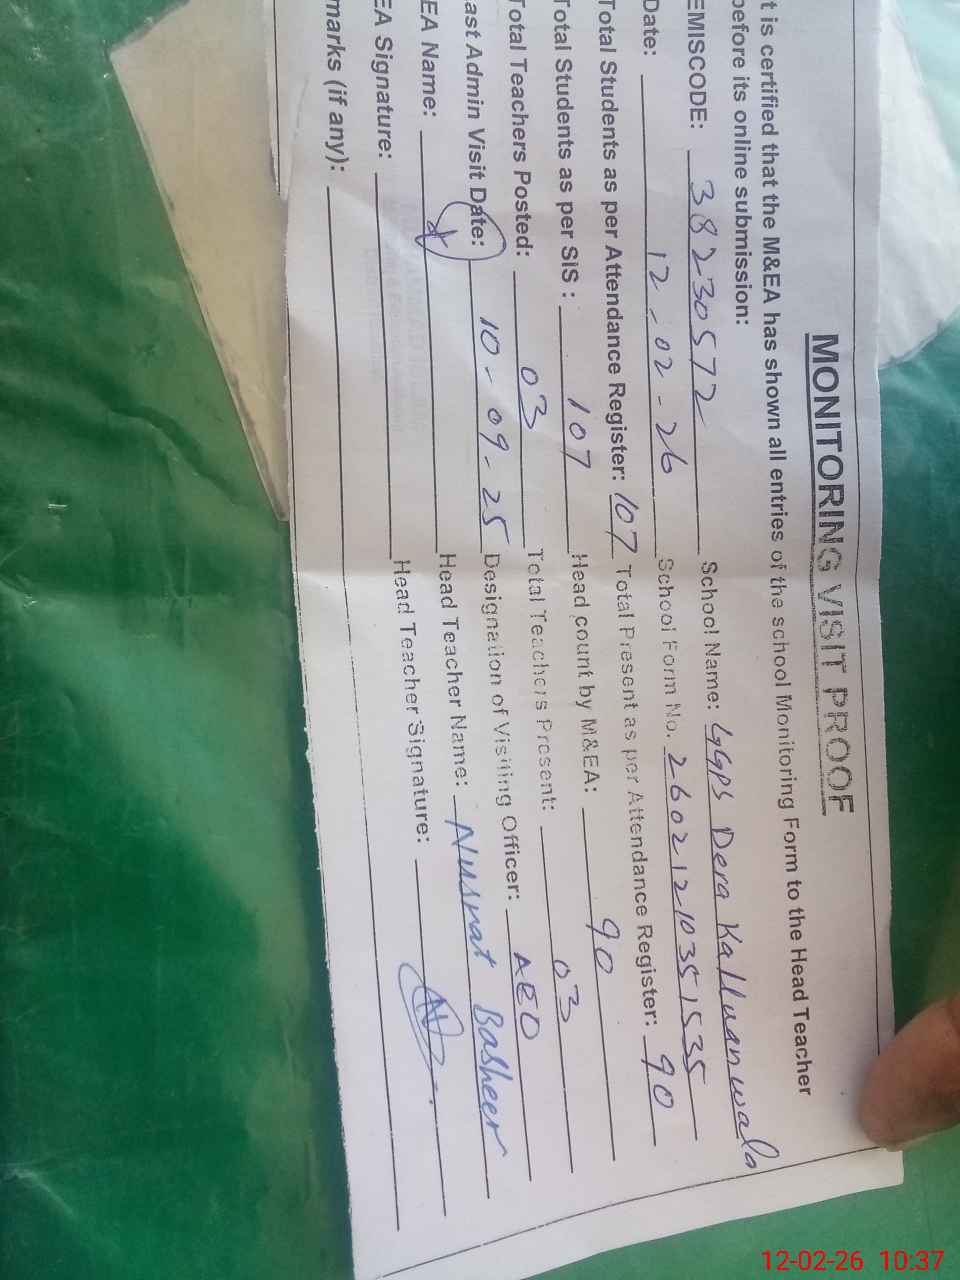 MONITORING VISIT PROOF
t is certified that the M&EA has shown all entries of the school Monitoring Form to the Head Teacher
before its online submission:
EMISCODE: 38230572 School Name: GGPS Dera Kalluanwala
Date: 12-02-26 School Form No. 26021210351535
Total Students as per Attendance Register: 107 Total Present as per Attendance Register: 90
Total Students as per SIS : 107 Head count by M&EA: 90
Total Teachers Posted: 03 Total Teachers Present: 03
ast Admin Visit Date: 10-09-25 Designation of Visiting Officer: AEO
EA Name: Head Teacher Name: Nusrat Basheer
EA Signature: Head Teacher Signature:
marks (if any):
12-02-26 10:37